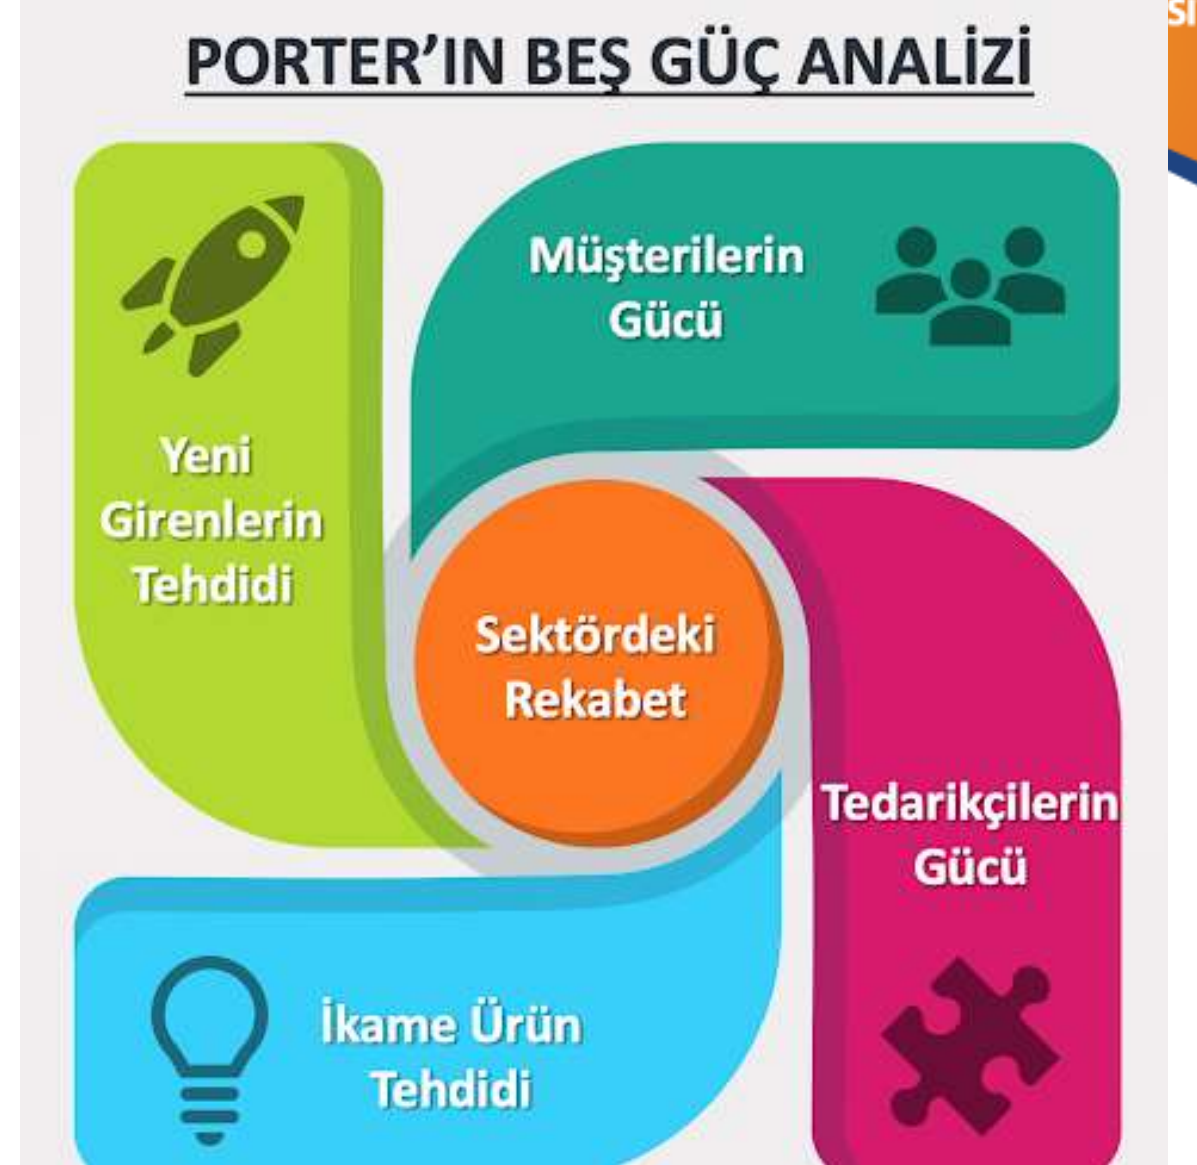 PORTER’IN BEŞ GÜÇ ANALİZİ
Müşterilerin
Gücü
Yeni
Girenlerin
Tehdidi
Sektördeki
Rekabet
Tedarikçilerin
Gücü
İkame Ürün
Tehdidi